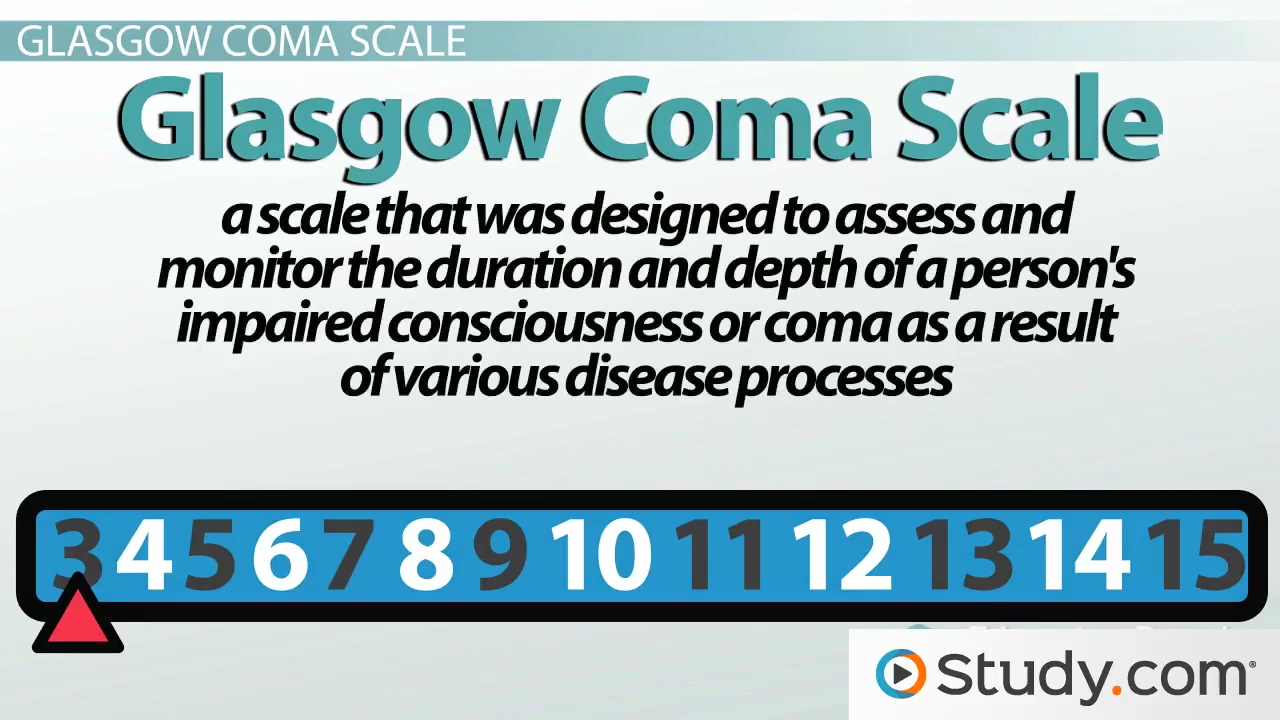 GLASGOW COMA SCALE
Glasgow Coma Scale
a scale that was designed to assess and
monitor the duration and depth of a person's
impaired consciousness or coma as a result
of various disease processes
3 4 5 6 7 8 9 10 11 12 13 14 15
Study.com®